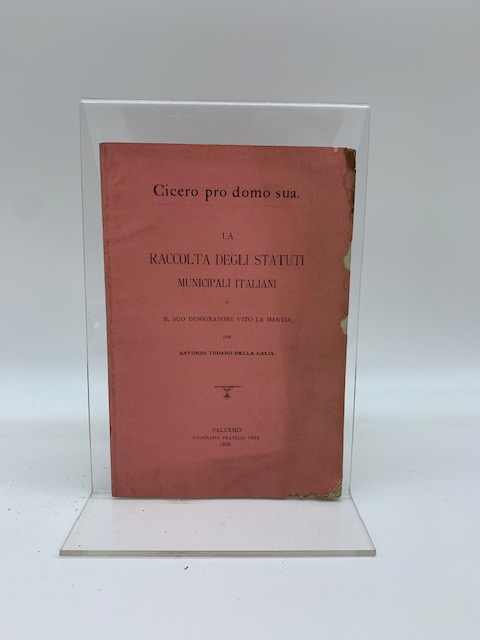 Cicero pro domo sua.
LA
RACCOLTA DEGLI STATUTI
MUNICIPALI ITALIANI
E
IL SUO DENIGRATORE VITO LA MANTIA
PER
ANTONIO TODARO DELLA GALIA
PALERMO
TIPOGRAFIA FRATELLI VENA